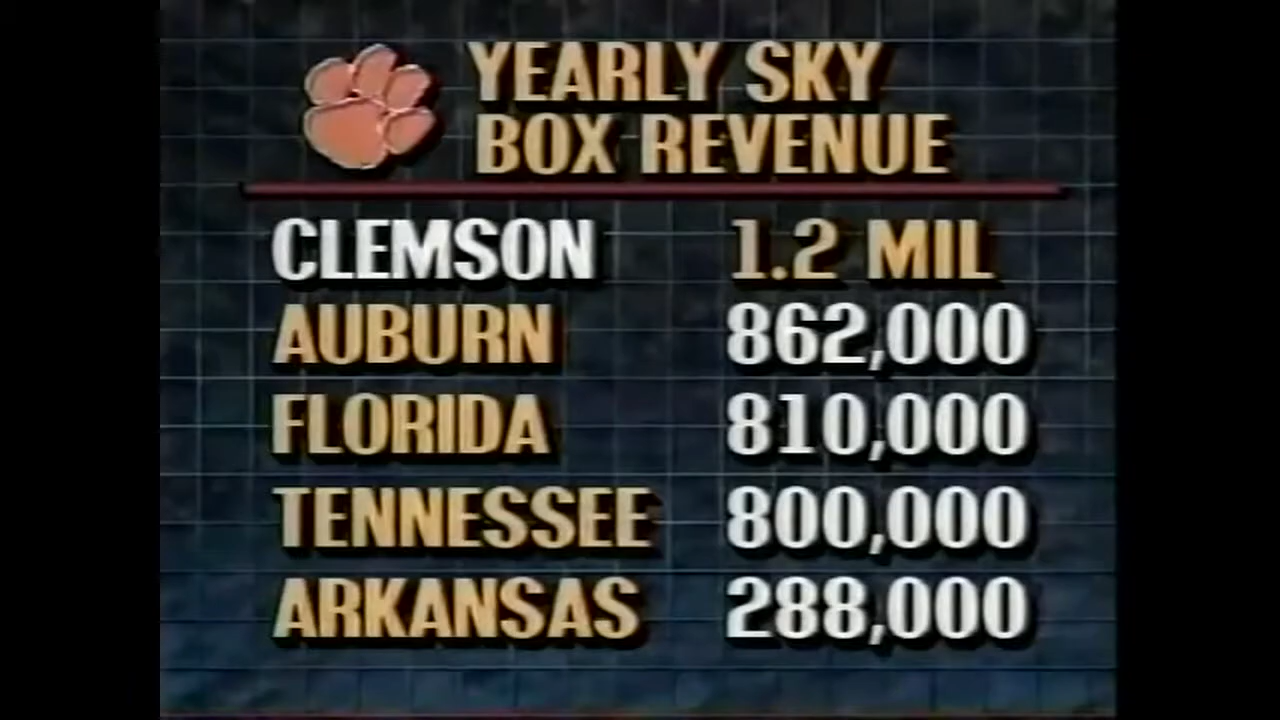 YEARLY SKY
BOX REVENUE
CLEMSON 1.2 MIL
AUBURN 862,000
FLORIDA 810,000
TENNESSEE 800,000
ARKANSAS 288,000